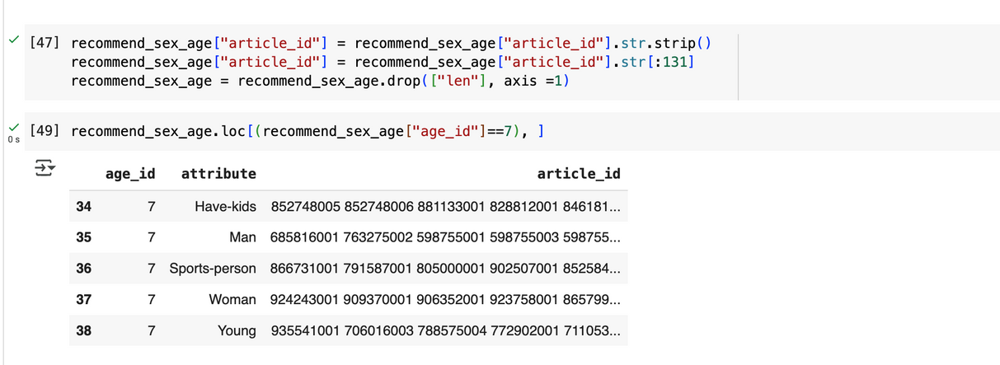 [47] recommend_sex_age["article_id"] = recommend_sex_age["article_id"].str.strip()
recommend_sex_age["article_id"] = recommend_sex_age["article_id"].str[:131]
recommend_sex_age = recommend_sex_age.drop(["len"], axis =1)
[49] recommend_sex_age.loc[(recommend_sex_age["age_id"]==7), ]
0 s
age_id attribute article_id
34 7 Have-kids 852748005 852748006 881133001 828812001 846181...
35 7 Man 685816001 763275002 598755001 598755003 598755...
36 7 Sports-person 866731001 791587001 805000001 902507001 852584...
37 7 Woman 924243001 909370001 906352001 923758001 865799...
38 7 Young 935541001 706016003 788575004 772902001 711053...